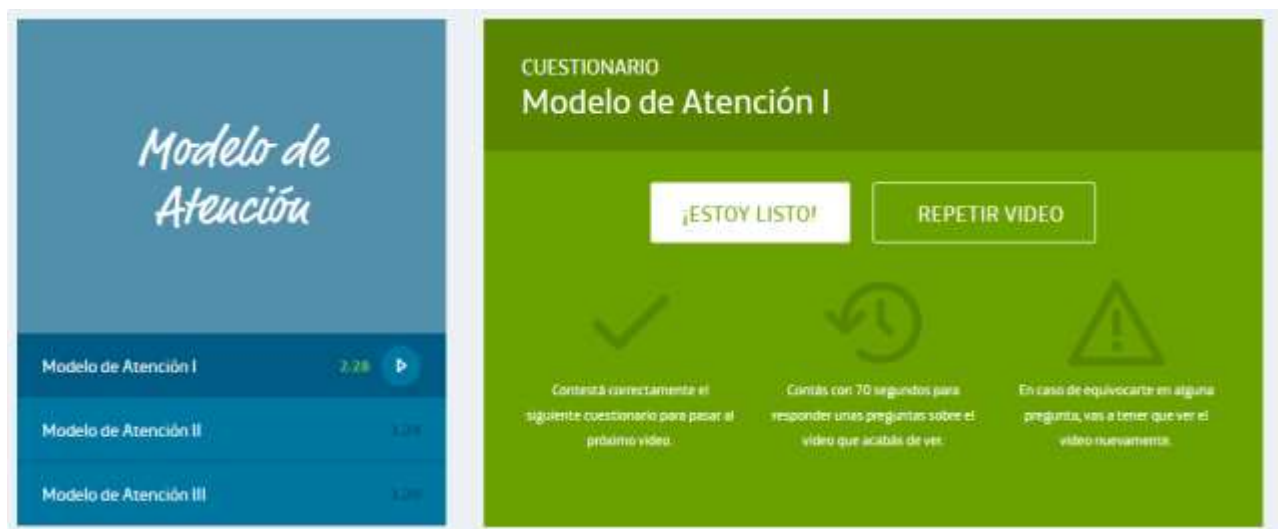 Modelo de
Atención
Modelo de Atención I 2.28
Modelo de Atención II
Modelo de Atención III
CUESTIONARIO
Modelo de Atención I
¡ESTOY LISTO!
REPETIR VIDEO
Contestá correctamente el
siguiente cuestionario para pasar al
próximo video.
Contás con 70 segundos para
responder unas preguntas sobre el
video que acabás de ver.
En caso de equivocarte en alguna
pregunta, vas a tener que ver el
video nuevamente.